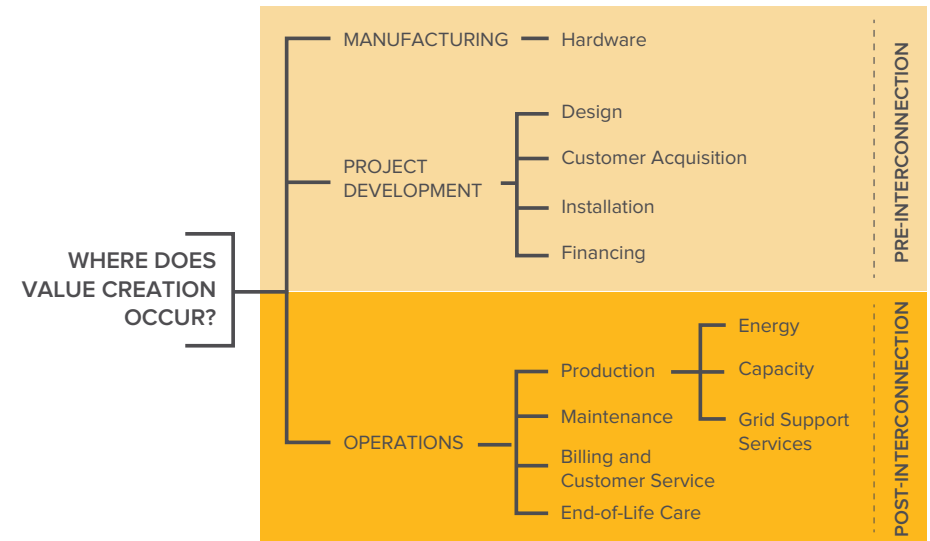 WHERE DOES
VALUE CREATION
OCCUR?
MANUFACTURING
Hardware
PROJECT
DEVELOPMENT
Design
Customer Acquisition
Installation
Financing
PRE-INTERCONNECTION
OPERATIONS
Production
Energy
Capacity
Grid Support
Services
Maintenance
Billing and
Customer Service
End-of-Life Care
POST-INTERCONNECTION